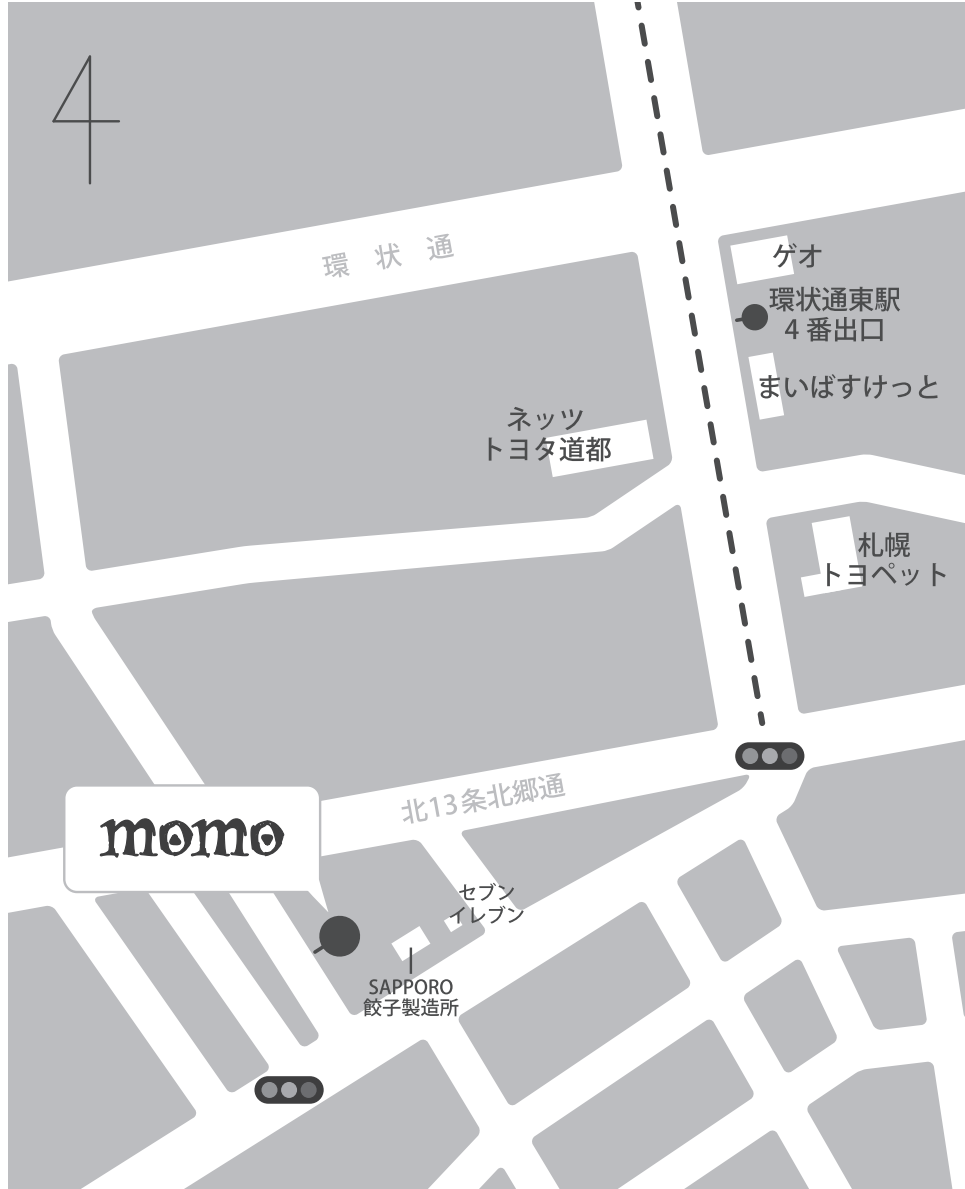 4
環状通
ゲオ
環状通東駅
4番出口
まいばすけっと
ネッツ
トヨタ道都
札幌
トヨペット
北13条北郷通
momo
セブン
イレブン
SAPPORO
餃子製造所